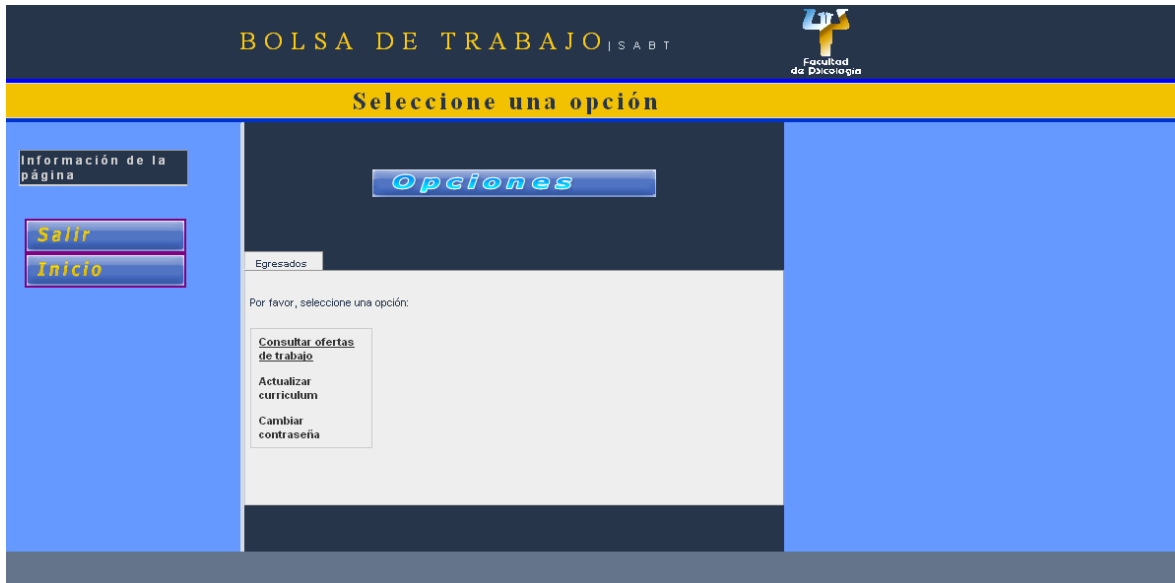 BOLSA DE TRABAJO|SABT
Facultad
de Psicología
Seleccione una opción
Información de la
página
Opciones
Salir
Inicio
Egresados
Por favor, seleccione una opción:
Consultar ofertas
de trabajo
Actualizar
curriculum
Cambiar
contraseña